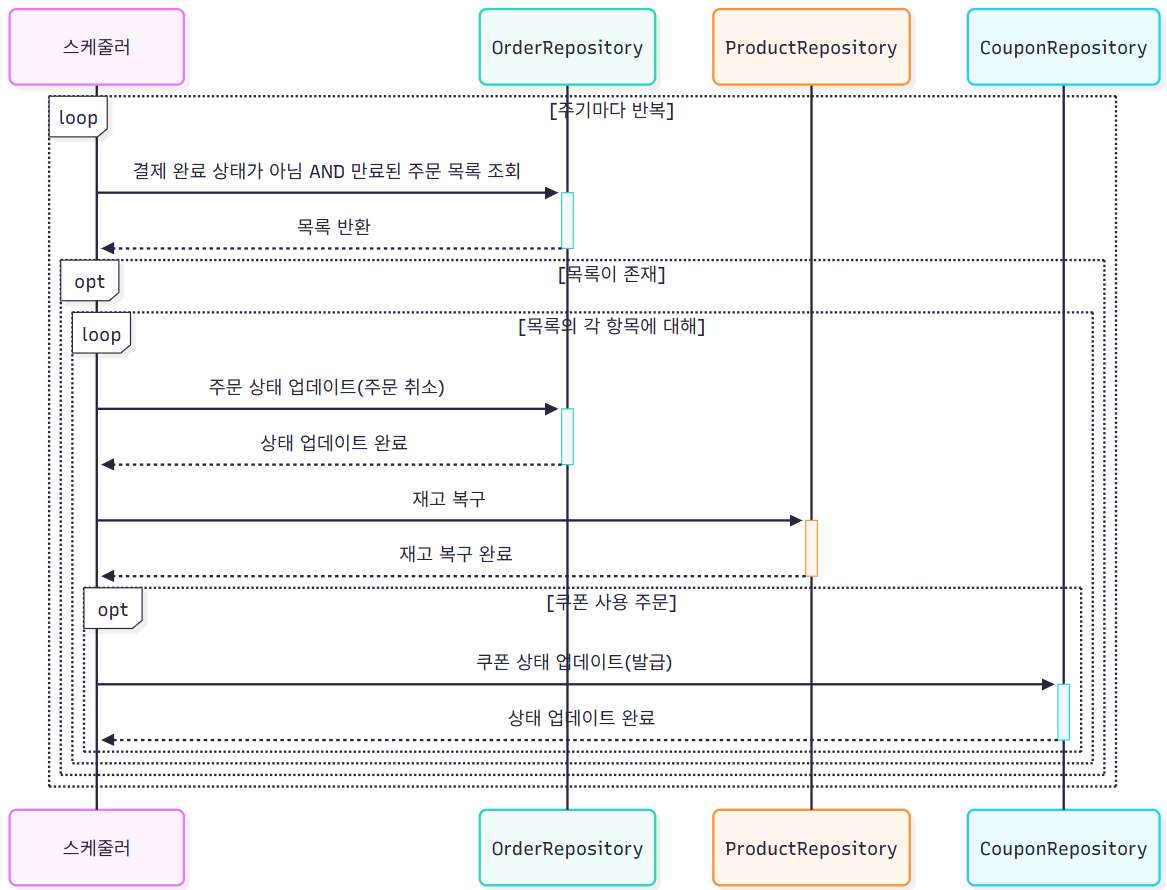 스케줄러
OrderRepository
ProductRepository
CouponRepository
loop
[주기마다 반복]
결제 완료 상태가 아님 AND 만료된 주문 목록 조회
목록 반환
opt
[목록이 존재]
loop
[목록의 각 항목에 대해]
주문 상태 업데이트(주문 취소)
상태 업데이트 완료
재고 복구
재고 복구 완료
opt
[쿠폰 사용 주문]
쿠폰 상태 업데이트(발급)
상태 업데이트 완료
스케줄러
OrderRepository
ProductRepository
CouponRepository